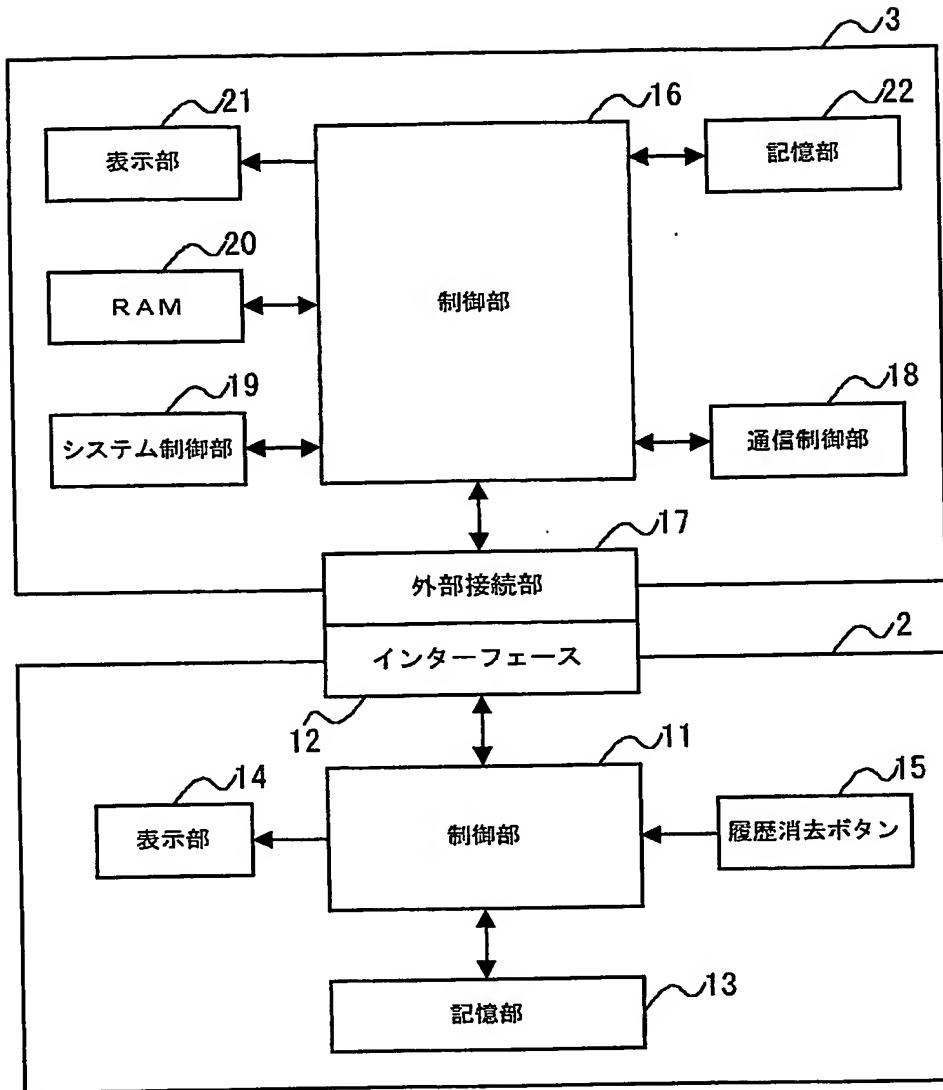 3
21
16
22
表示部
記憶部
20
RAM
制御部
19
18
システム制御部
通信制御部
17
外部接続部
2
インターフェース
12
11
14
15
表示部
制御部
履歴消去ボタン
13
記憶部